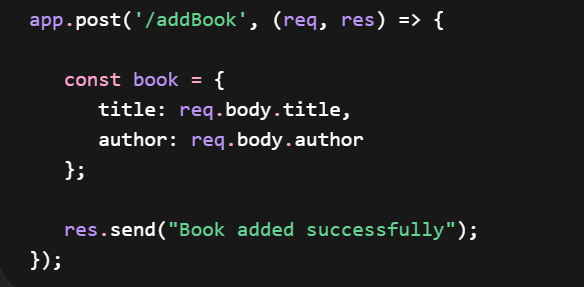 app.post('/addBook', (req, res) => {
const book = {
title: req.body.title,
author: req.body.author
};
res.send("Book added successfully");
});